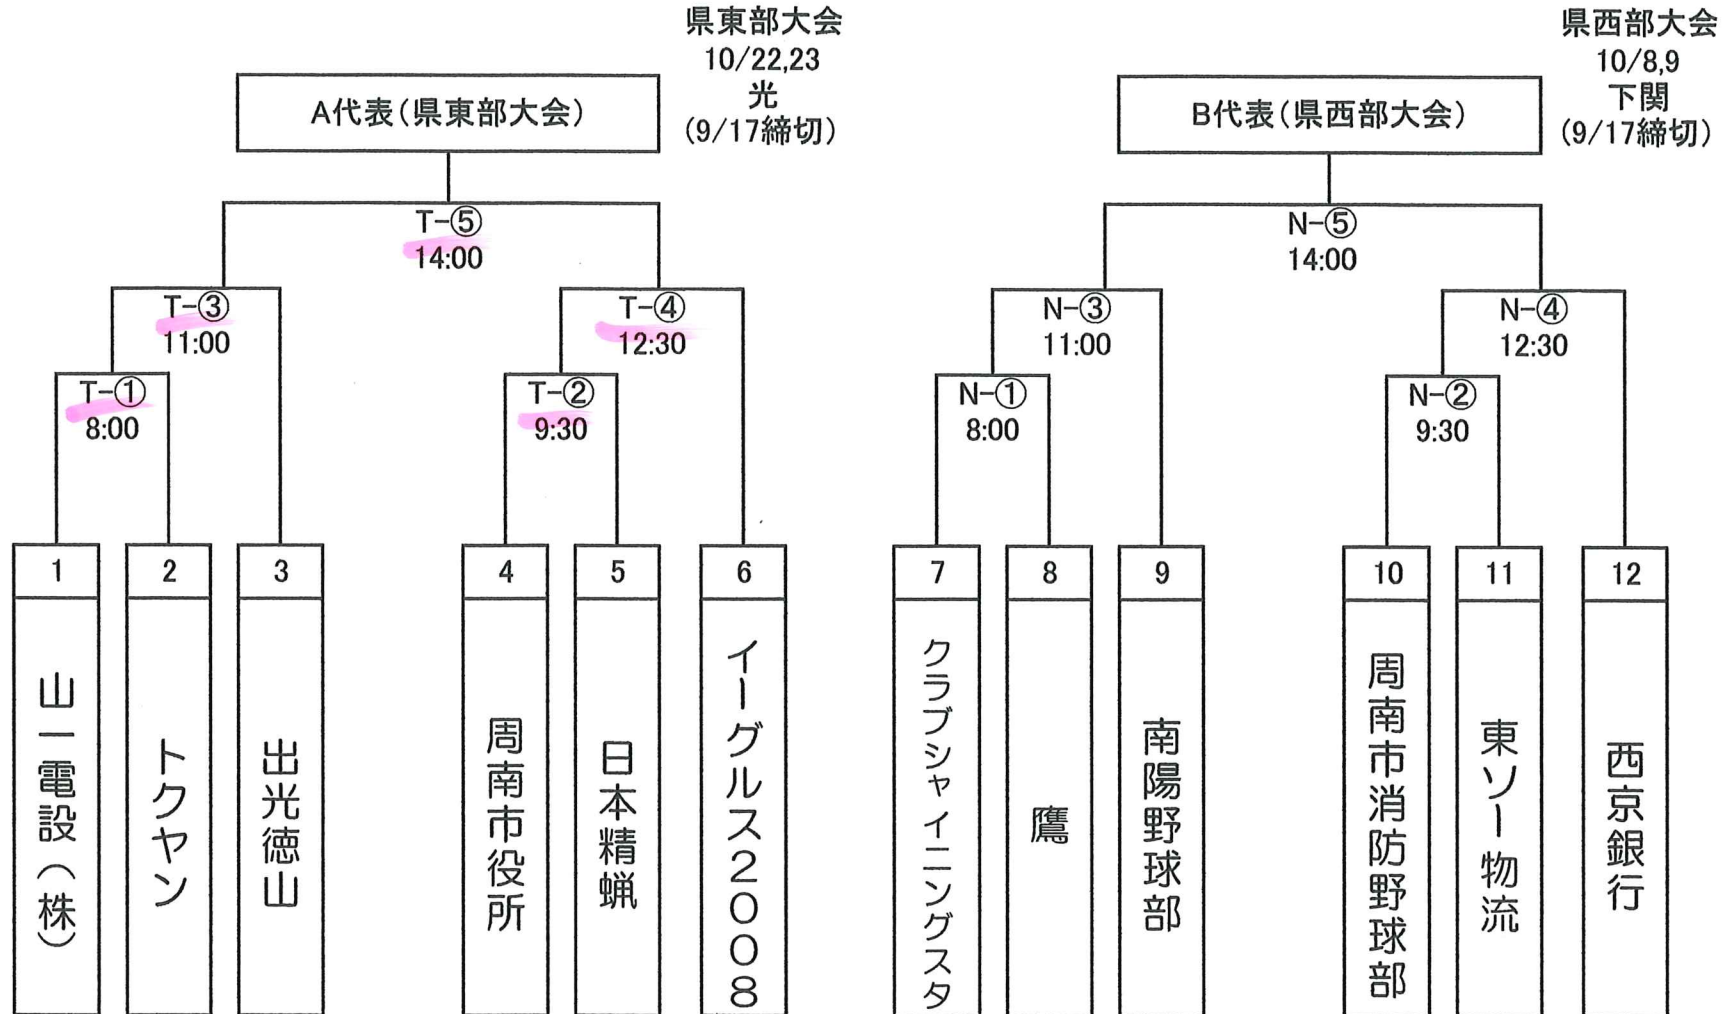 県東部大会
10/22,23
光
(9/17締切)
A代表(県東部大会)
T-⑤
14:00
T-③
11:00
T-④
12:30
T-①
8:00
T-②
9:30
1
山一電設(株)
2
トクヤン
3
出光徳山
4
周南市役所
5
日本精蝋
6
イーグルス2008
県西部大会
10/8,9
下関
(9/17締切)
B代表(県西部大会)
N-⑤
14:00
N-③
11:00
N-④
12:30
N-①
8:00
N-②
9:30
7
クラブシャイニングスタ
8
鷹
9
南陽野球部
10
周南市消防野球部
11
東ソー物流
12
西京銀行